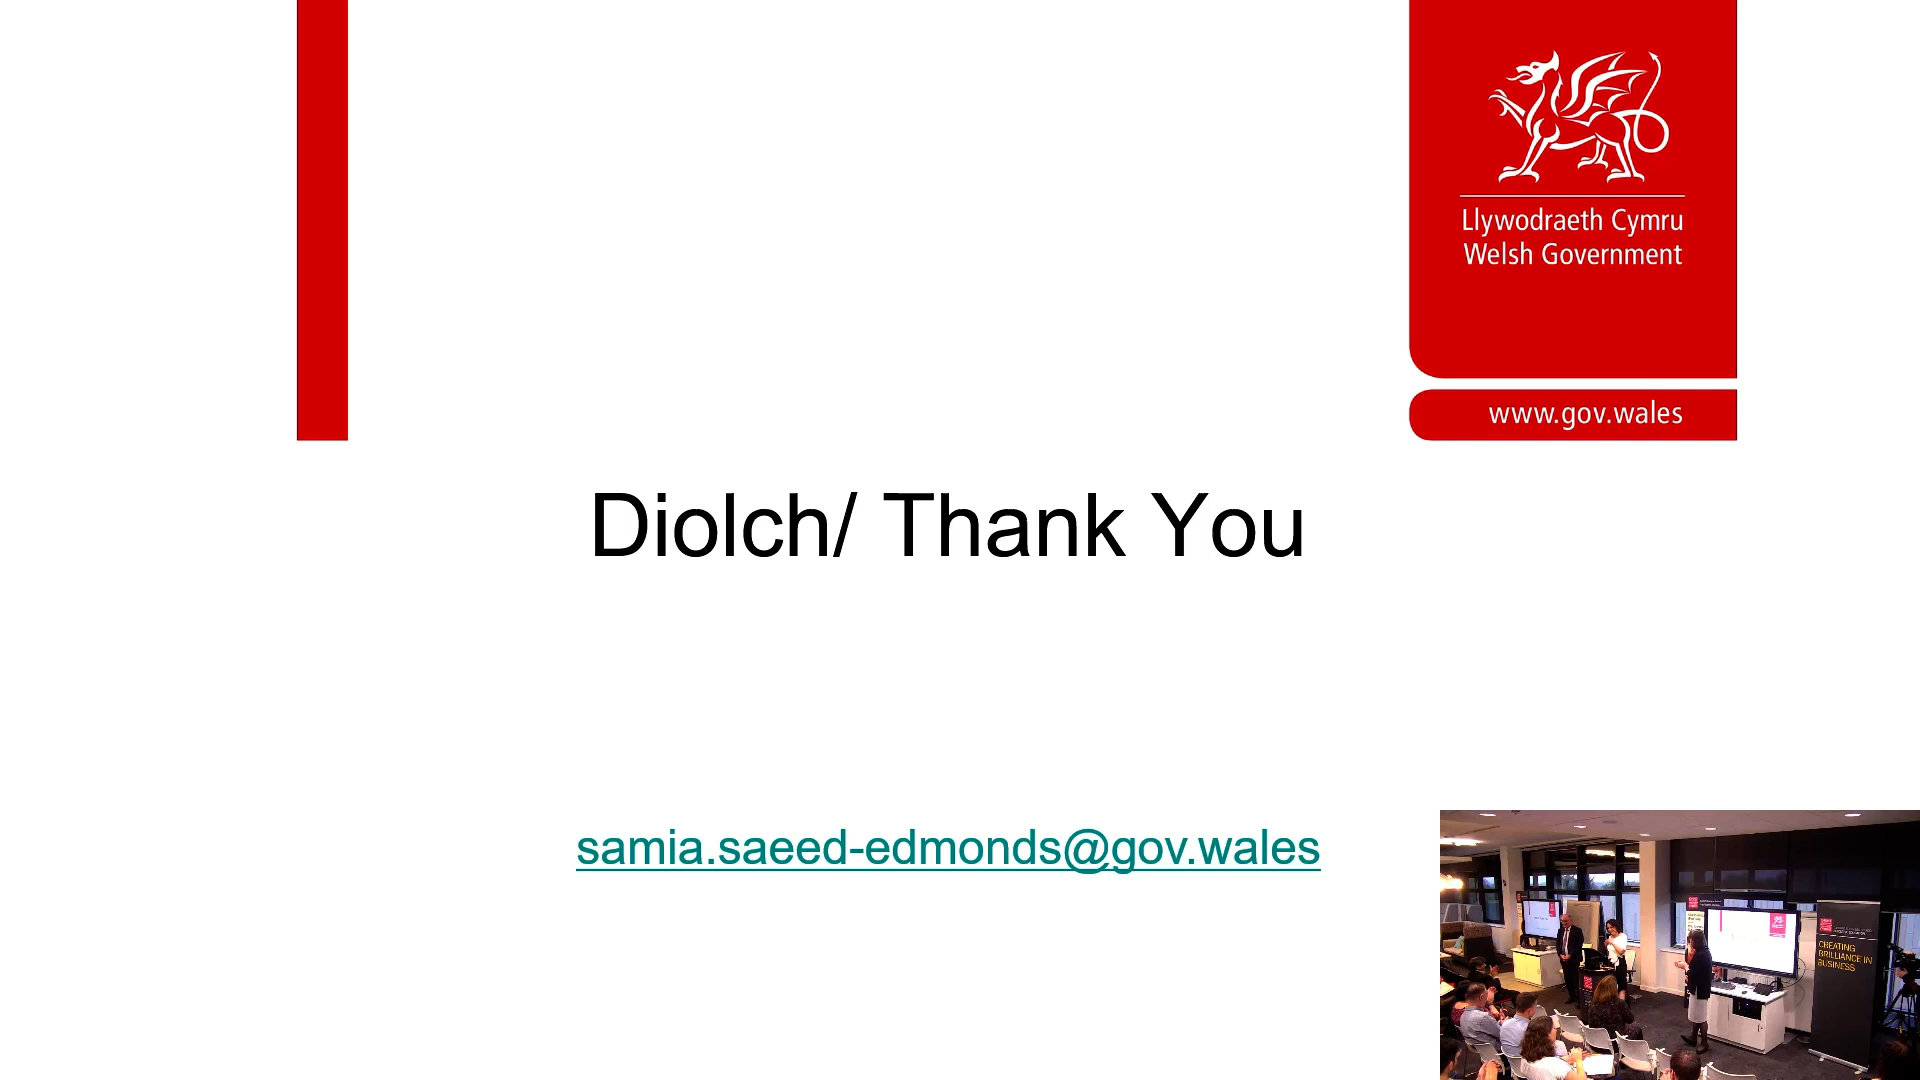 Llywodraeth Cymru
Welsh Government
www.gov.wales
Diolch/ Thank You
samia.saeed-edmonds@gov.wales
CREATING
BRILLIANCE IN
BUSINESS